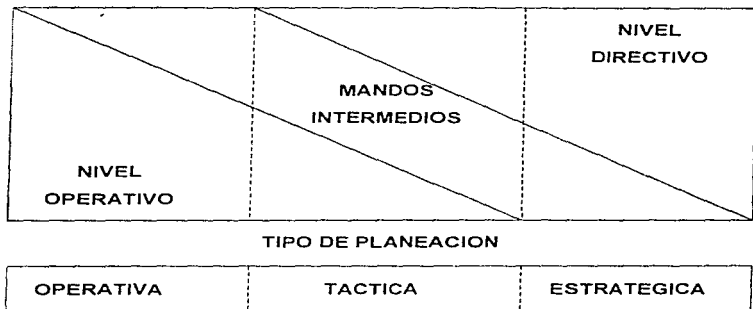 NIVEL
DIRECTIVO
MANDOS
INTERMEDIOS
NIVEL
OPERATIVO
TIPO DE PLANEACION
OPERATIVA TACTICA ESTRATEGICA